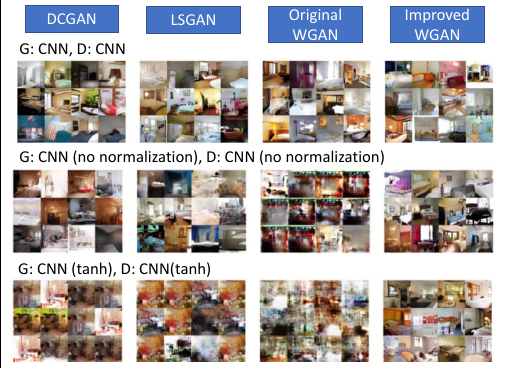 DCGAN
LSGAN
Original
WGAN
Improved
WGAN
G: CNN, D: CNN
G: CNN (no normalization), D: CNN (no normalization)
G: CNN (tanh), D: CNN(tanh)